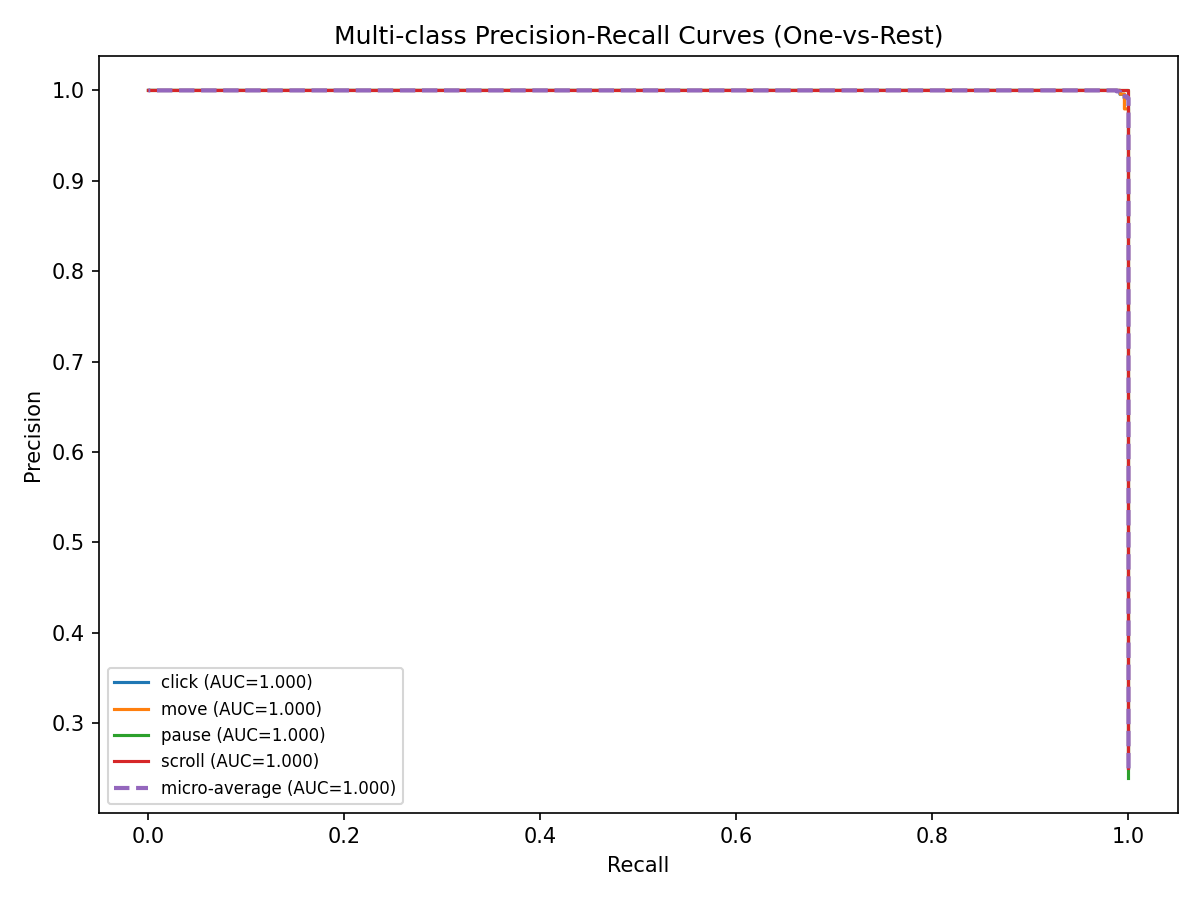 Multi-class Precision-Recall Curves (One-vs-Rest)
Precision
1.0
0.9
0.8
0.7
0.6
0.5
0.4
0.3
click (AUC=1.000)
move (AUC=1.000)
pause (AUC=1.000)
scroll (AUC=1.000)
micro-average (AUC=1.000)
0.0 0.2 0.4 0.6 0.8 1.0
Recall